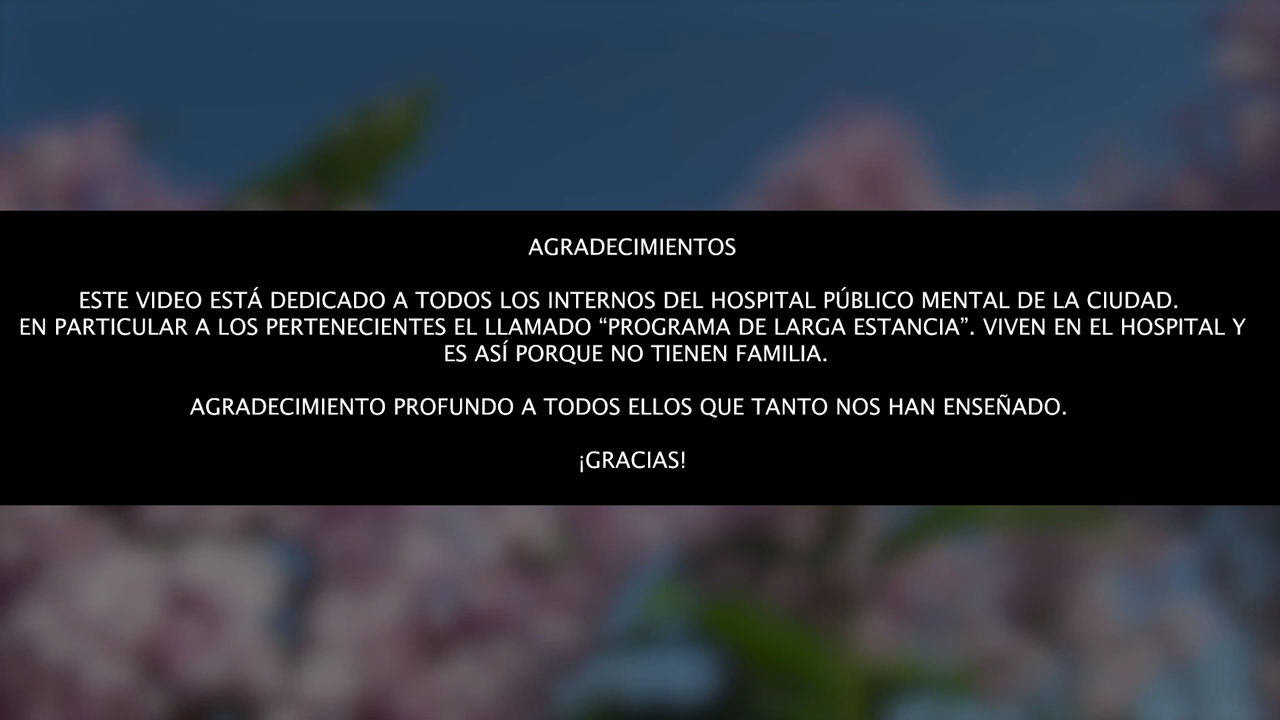 AGRADECIMIENTOS
ESTE VIDEO ESTÁ DEDICADO A TODOS LOS INTERNOS DEL HOSPITAL PÚBLICO MENTAL DE LA CIUDAD.
EN PARTICULAR A LOS PERTENECIENTES EL LLAMADO “PROGRAMA DE LARGA ESTANCIA”. VIVEN EN EL HOSPITAL Y
ES ASÍ PORQUE NO TIENEN FAMILIA.
AGRADECIMIENTO PROFUNDO A TODOS ELLOS QUE TANTO NOS HAN ENSEÑADO.
¡GRACIAS!